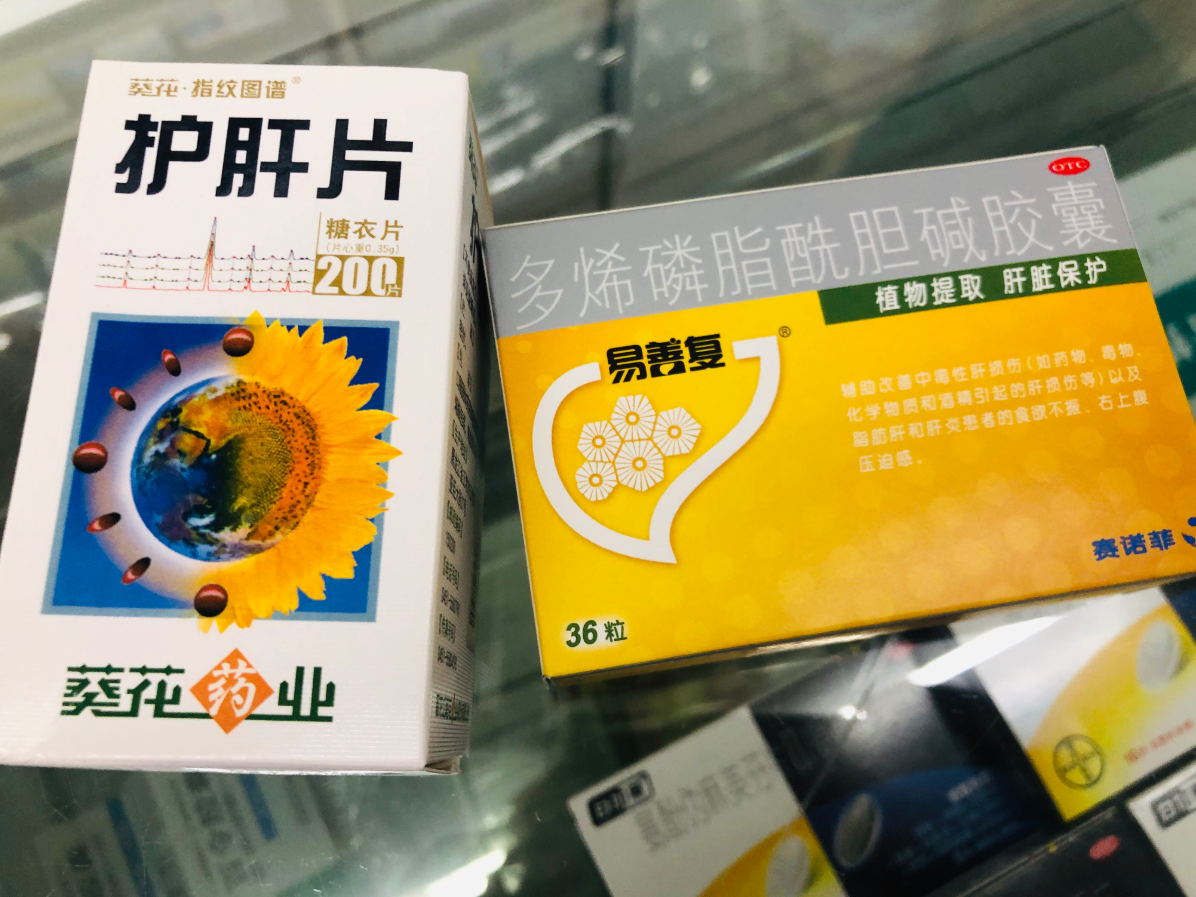 葵花·指纹图谱®
护肝片
糖衣片
(片心重0.35g)
200片
葵花药业
OTC
多烯磷脂酰胆碱胶囊
植物提取 肝脏保护
易善复®
辅助改善中毒性肝损伤(如药物、毒物、
化学物质和酒精引起的肝损伤等)以及
脂肪肝和肝炎患者的食欲不振、右上腹
压迫感。
赛诺菲
36粒